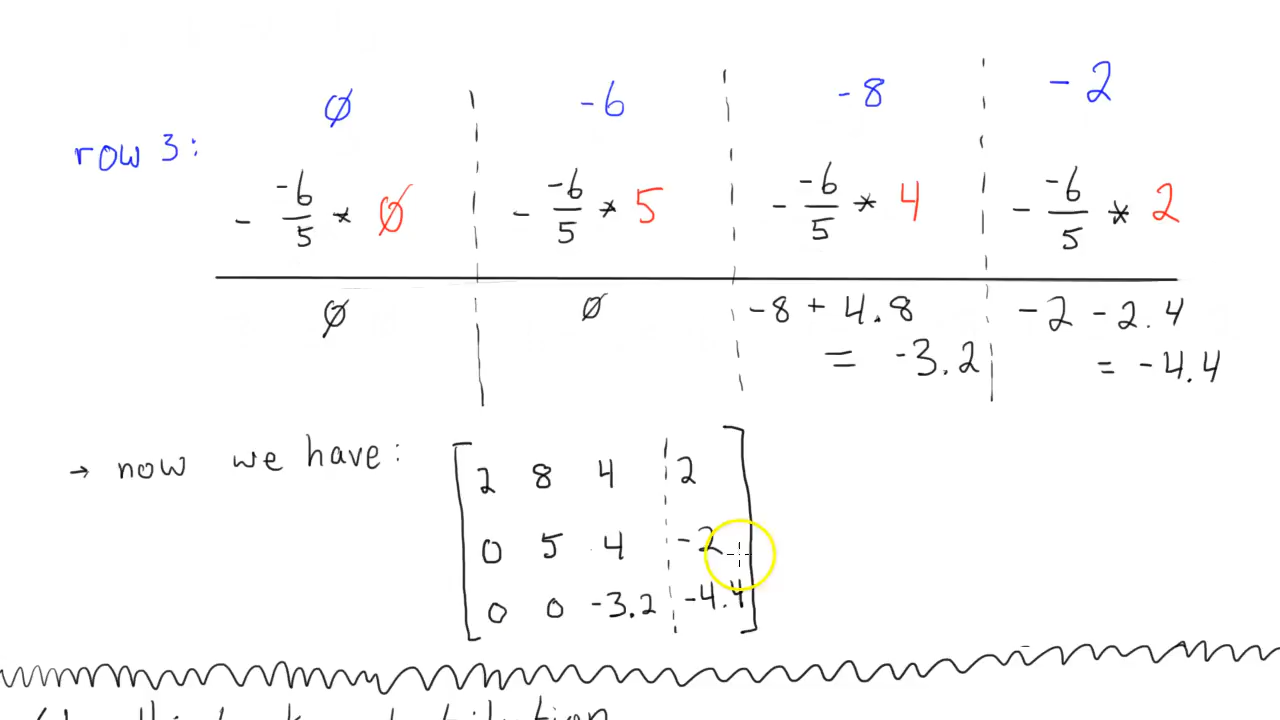 ∅ -6 -8 -2
row 3:
- -6/5 * ∅ - -6/5 * 5 - -6/5 * 4 - -6/5 * 2
∅ ∅ -8 + 4.8 -2 - 2.4
= -3.2 = -4.4
→ now we have:
2 8 4 2
0 5 4 -2
0 0 -3.2 -4.4